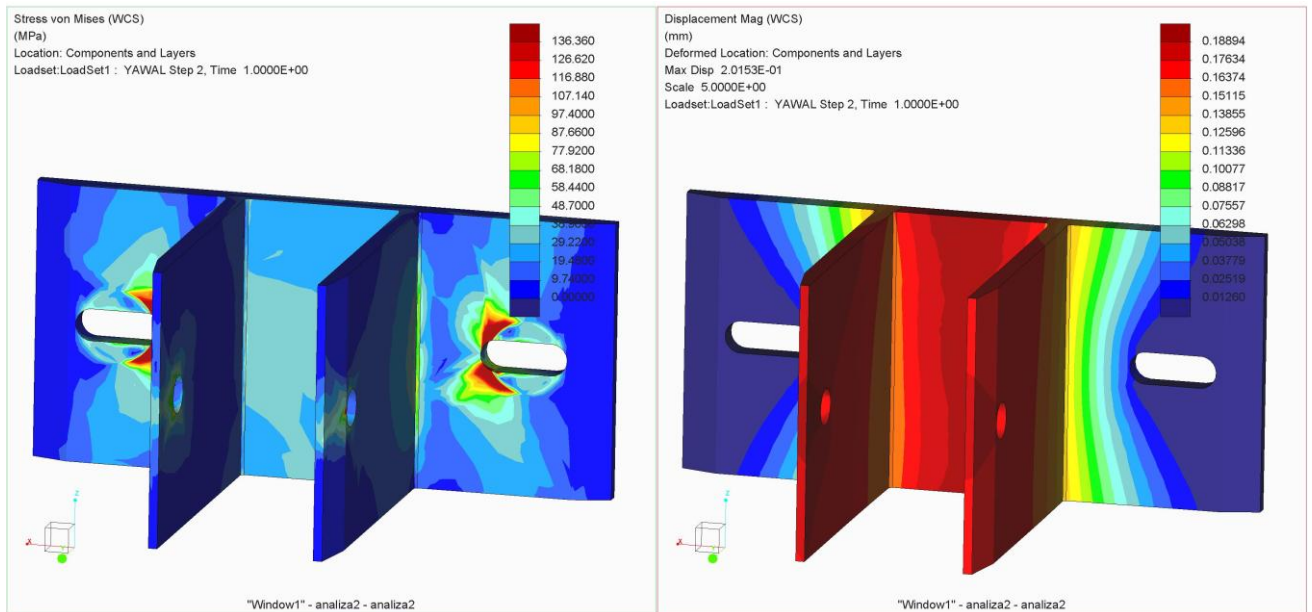 Stress von Mises (WCS)
(MPa)
Location: Components and Layers
Loadset:LoadSet1 : YAWAL Step 2, Time 1.0000E+00
136.360
126.620
116.880
107.140
97.4000
87.6600
77.9200
68.1800
58.4400
48.7000
38.9600
29.2200
19.4800
9.74000
0.00000
X
Z
"Window1" - analiza2 - analiza2
Displacement Mag (WCS)
(mm)
Deformed Location: Components and Layers
Max Disp 2.0153E-01
Scale 5.0000E+00
Loadset:LoadSet1 : YAWAL Step 2, Time 1.0000E+00
0.18894
0.17634
0.16374
0.15115
0.13855
0.12596
0.11336
0.10077
0.08817
0.07557
0.06298
0.05038
0.03779
0.02519
0.01260
X
Z
"Window1" - analiza2 - analiza2